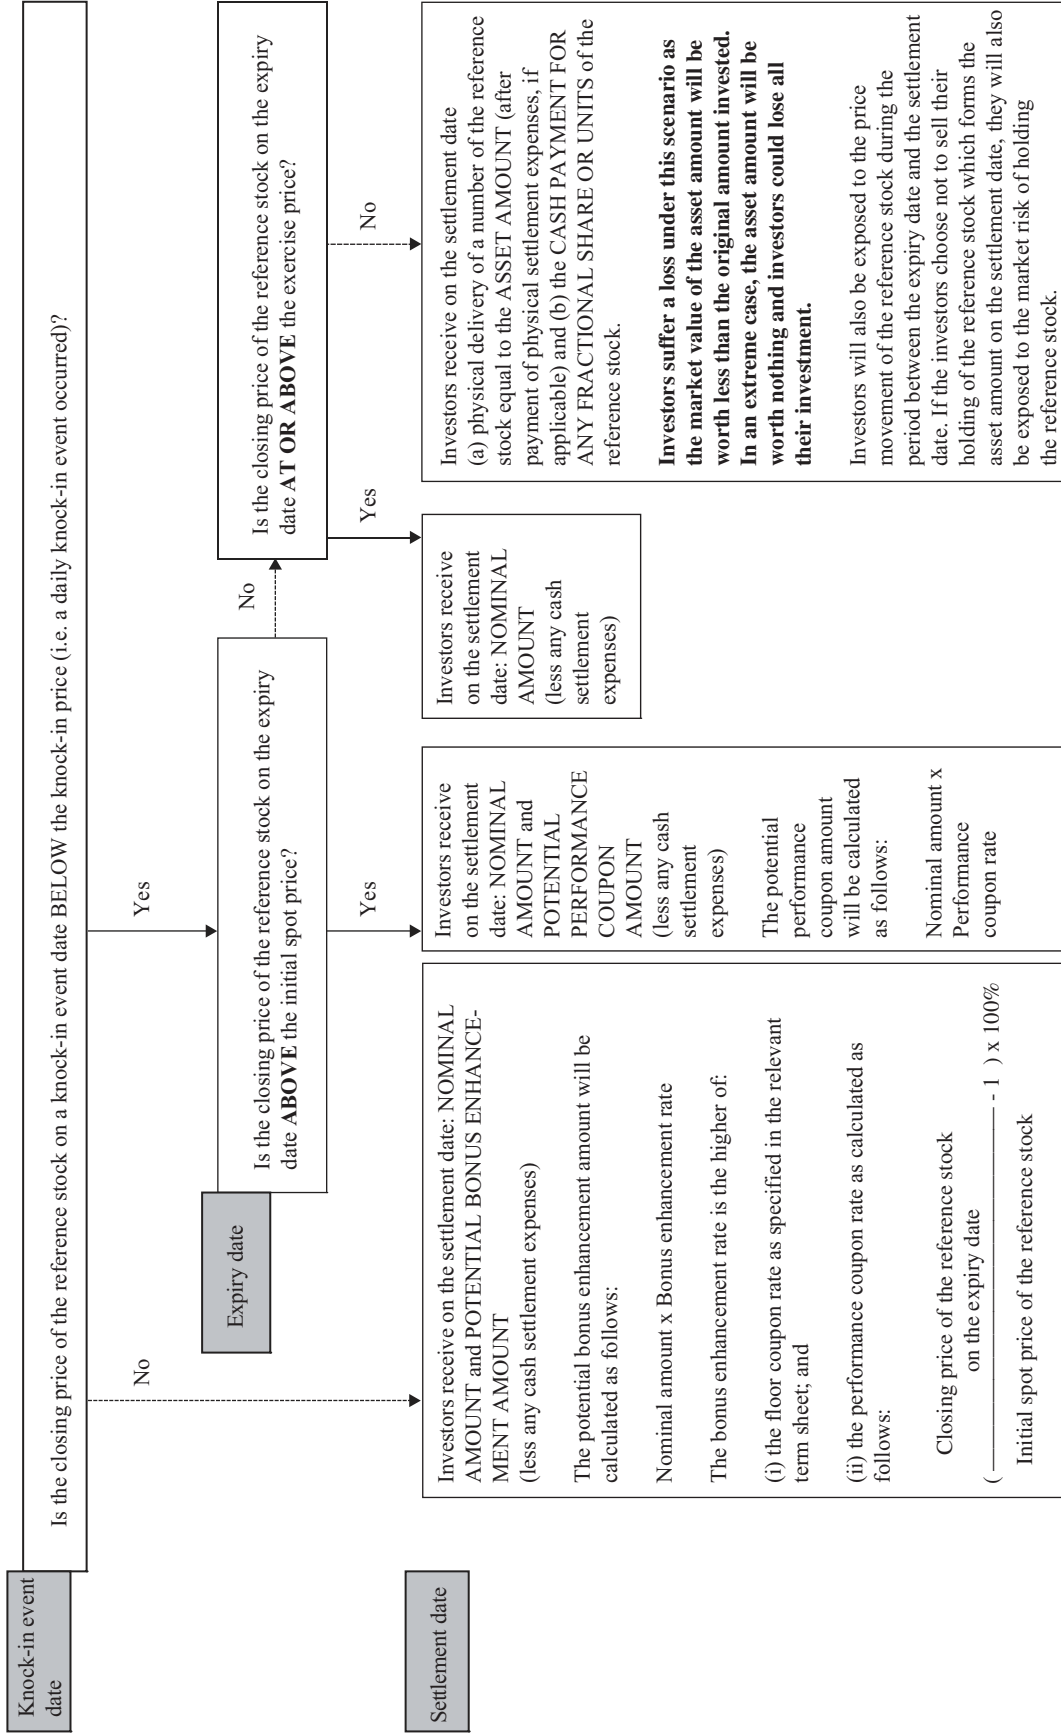 Knock-in event
date
Is the closing price of the reference stock on a knock-in event date BELOW the knock-in price (i.e. a daily knock-in event occurred)?
No
Yes
Expiry date
Is the closing price of the reference stock on the expiry
date ABOVE the initial spot price?
No
Is the closing price of the reference stock on the expiry
date AT OR ABOVE the exercise price?
Yes
Yes
No
Settlement date
Investors receive on the settlement date: NOMINAL
AMOUNT and POTENTIAL BONUS ENHANCE-
MENT AMOUNT
(less any cash settlement expenses)
The potential bonus enhancement amount will be
calculated as follows:
Nominal amount x Bonus enhancement rate
The bonus enhancement rate is the higher of:
(i) the floor coupon rate as specified in the relevant
term sheet; and
(ii) the performance coupon rate as calculated as
follows:
Closing price of the reference stock
on the expiry date
( - 1 ) x 100%
Initial spot price of the reference stock
Investors receive
on the settlement
date: NOMINAL
AMOUNT and
POTENTIAL
PERFORMANCE
COUPON
AMOUNT
(less any cash
settlement
expenses)
The potential
performance
coupon amount
will be calculated
as follows:
Nominal amount x
Performance
coupon rate
Investors receive
on the settlement
date: NOMINAL
AMOUNT
(less any cash
settlement
expenses)
Investors receive on the settlement date
(a) physical delivery of a number of the reference
stock equal to the ASSET AMOUNT (after
payment of physical settlement expenses, if
applicable) and (b) the CASH PAYMENT FOR
ANY FRACTIONAL SHARE OR UNITS of the
reference stock.
Investors suffer a loss under this scenario as
the market value of the asset amount will be
worth less than the original amount invested.
In an extreme case, the asset amount will be
worth nothing and investors could lose all
their investment.
Investors will also be exposed to the price
movement of the reference stock during the
period between the expiry date and the settlement
date. If the investors choose not to sell their
holding of the reference stock which forms the
asset amount on the settlement date, they will also
be exposed to the market risk of holding
the reference stock.